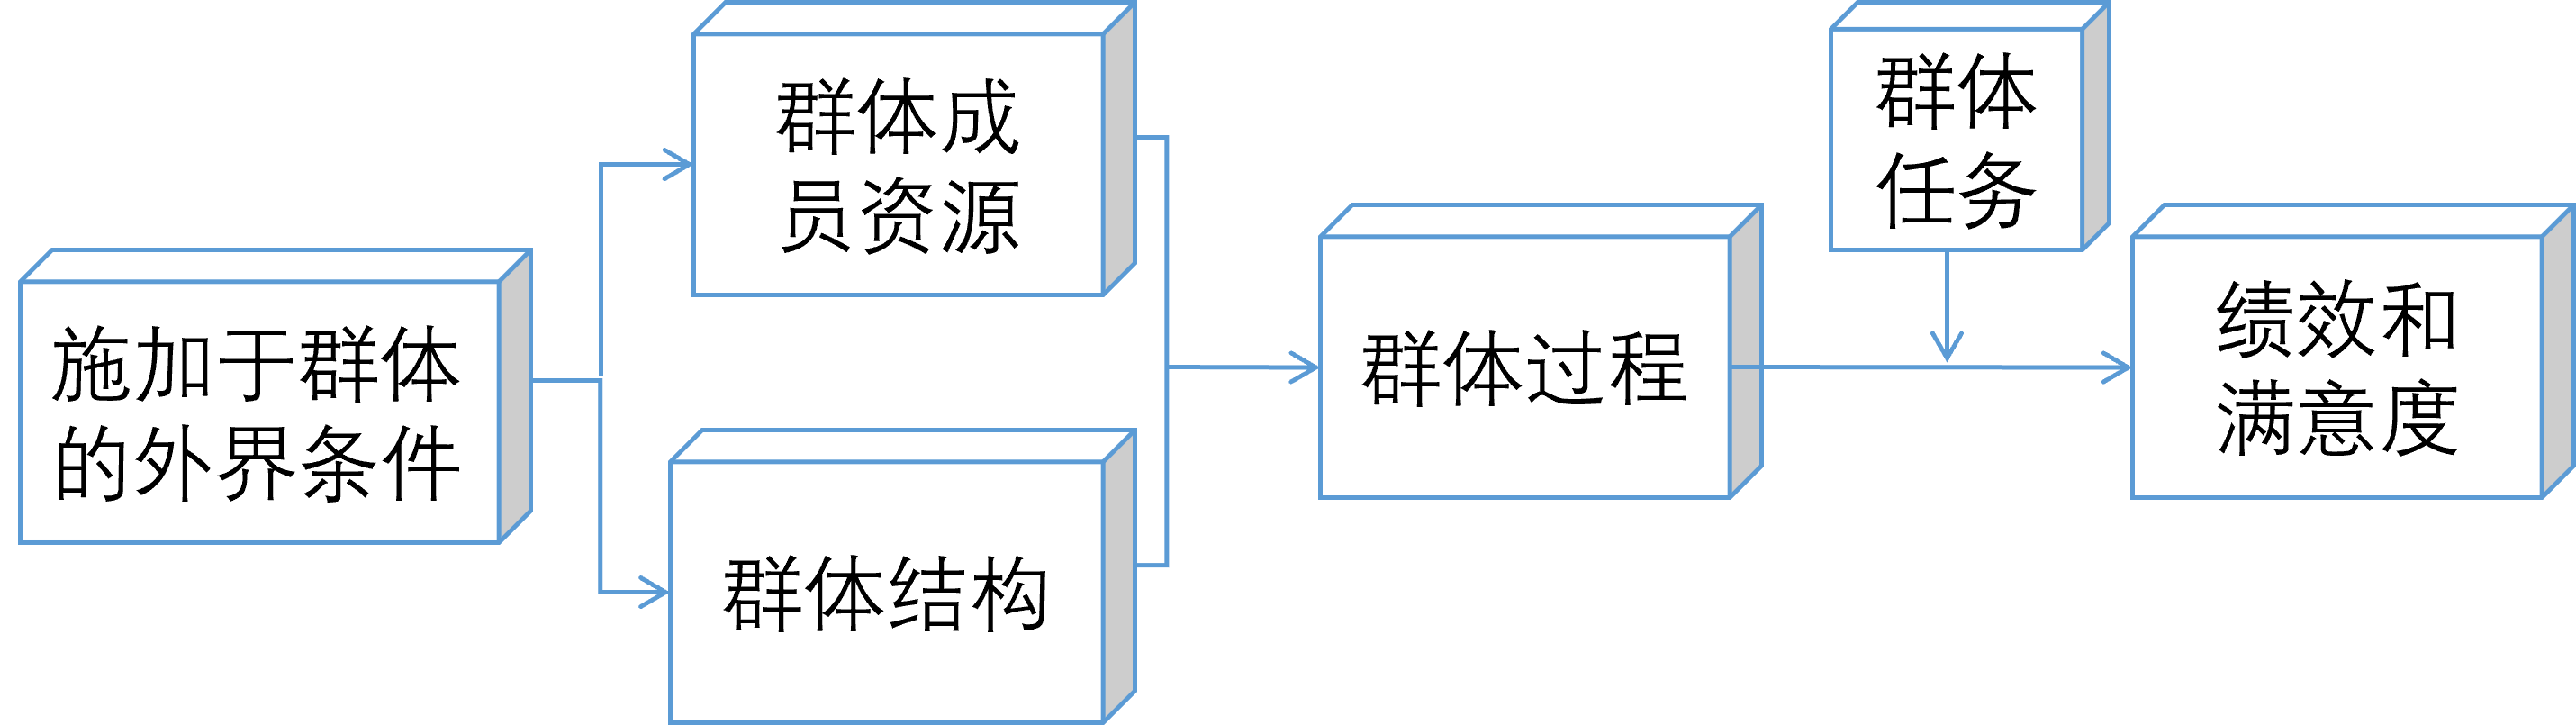 施加于群体
的外界条件
群体成
员资源
群体结构
群体过程
群体
任务
绩效和
满意度